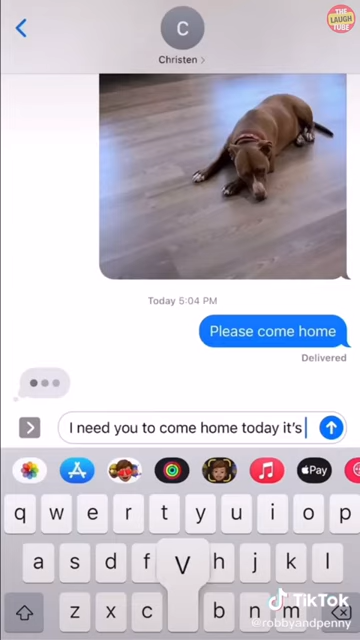 THE
LAUGH
TUBE
C
Christen
Today 5:04 PM
Please come home
Delivered
I need you to come home today it's
Pay
q w e r t y u i o p
a s d f V h j k l
z x c b n m
TikTok
@robbyandpenny